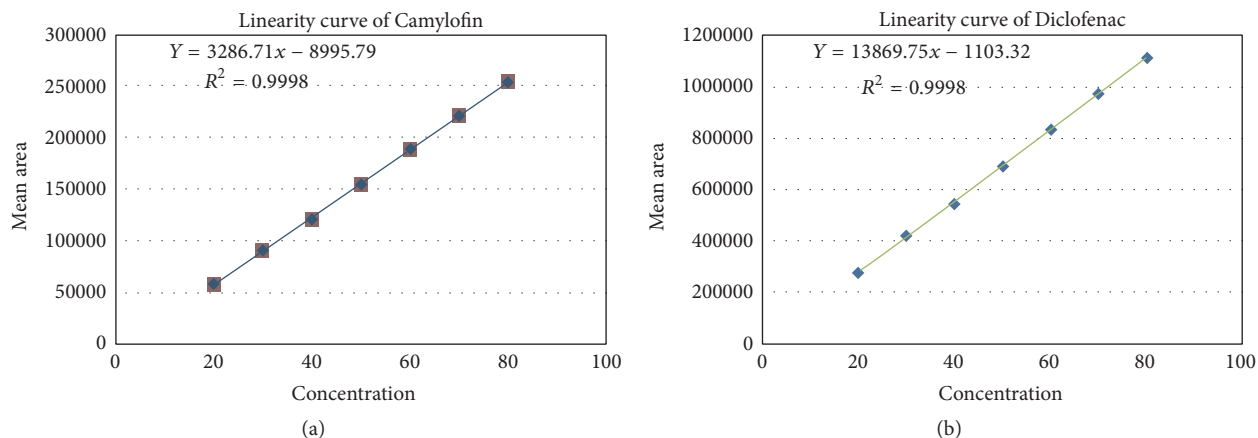 Linearity curve of Camylofin
Y = 3286.71x − 8995.79
R² = 0.9998
300000
250000
200000
150000
100000
50000
0
0 20 40 60 80 100
Mean area
Concentration
(a)
Linearity curve of Diclofenac
Y = 13869.75x − 1103.32
R² = 0.9998
1200000
1000000
800000
600000
400000
200000
0
0 20 40 60 80 100
Mean area
Concentration
(b)